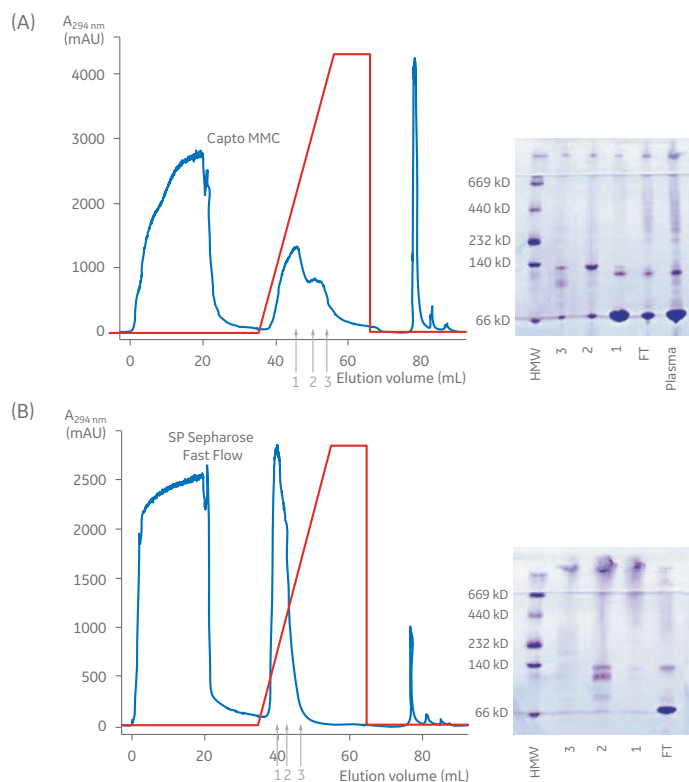 (A)
A294 nm
(mAU)
4000
3000
2000
1000
0
Capto MMC
0 20 40 60 80
1 2 3
Elution volume (mL)
669 kD
440 kD
232 kD
140 kD
66 kD
HMW
3
2
1
FT
Plasma
(B)
A294 nm
(mAU)
2500
2000
1500
1000
500
0
SP Sepharose
Fast Flow
0 20 40 60 80
1 2 3
Elution volume (mL)
669 kD
440 kD
232 kD
140 kD
66 kD
HMW
3
2
1
FT